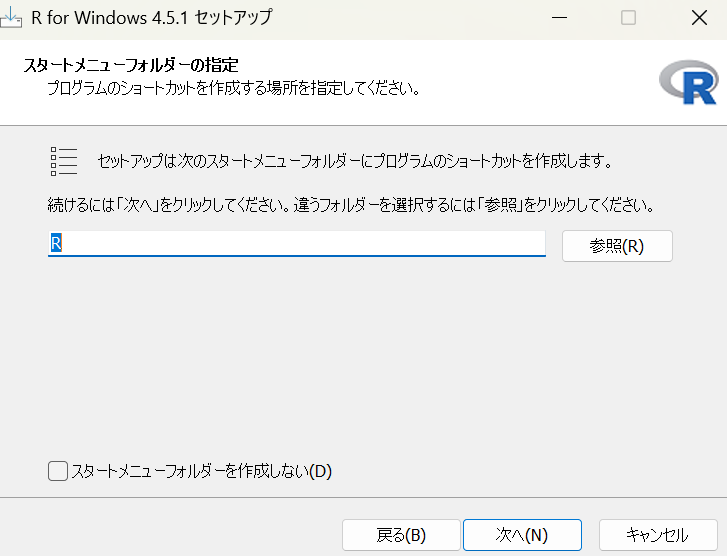 R for Windows 4.5.1 セットアップ
スタートメニューフォルダーの指定
プログラムのショートカットを作成する場所を指定してください。
R
セットアップは次のスタートメニューフォルダーにプログラムのショートカットを作成します。
続けるには「次へ」をクリックしてください。違うフォルダーを選択するには「参照」をクリックしてください。
R
参照(R)
スタートメニューフォルダーを作成しない(D)
戻る(B)
次へ(N)
キャンセル